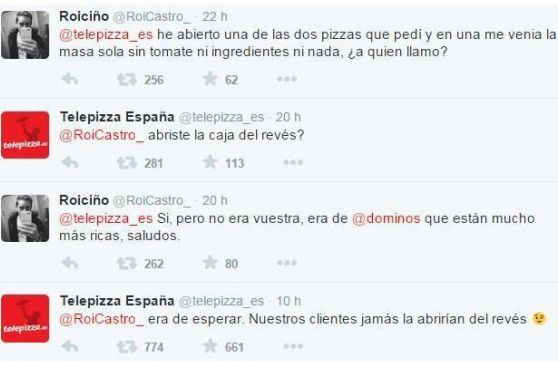 Roiciño @RoiCastro_ · 22 h
@telepizza_es he abierto una de las dos pizzas que pedí y en una me venia la
masa sola sin tomate ni ingredientes ni nada, ¿a quien llamo?
256 62
Telepizza España @telepizza_es · 20 h
@RoiCastro_ abriste la caja del revés?
telepizza.es
281 113
Roiciño @RoiCastro_ · 20 h
@telepizza_es Si, pero no era vuestra, era de @dominos que están mucho
más ricas, saludos.
262 80
Telepizza España @telepizza_es · 10 h
@RoiCastro_ era de esperar. Nuestros clientes jamás la abrirían del revés 😉
telepizza.es
774 661